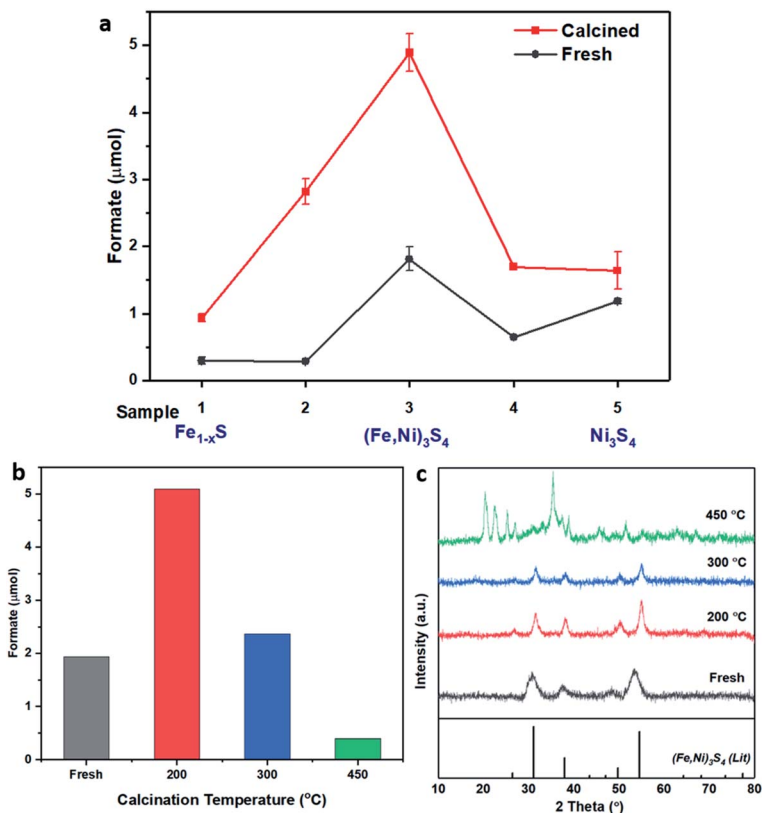 a
Calcined
Fresh
Formate (μmol)
5
4
3
2
1
0
Sample 1 2 3 4 5
Fe1-xS (Fe,Ni)3S4 Ni3S4
b
Formate (μmol)
5
4
3
2
1
0
Fresh 200 300 450
Calcination Temperature (°C)
c
Intensity (a.u.)
450 °C
300 °C
200 °C
Fresh
(Fe,Ni)3S4 (Lit)
10 20 30 40 50 60 70 80
2 Theta (°)